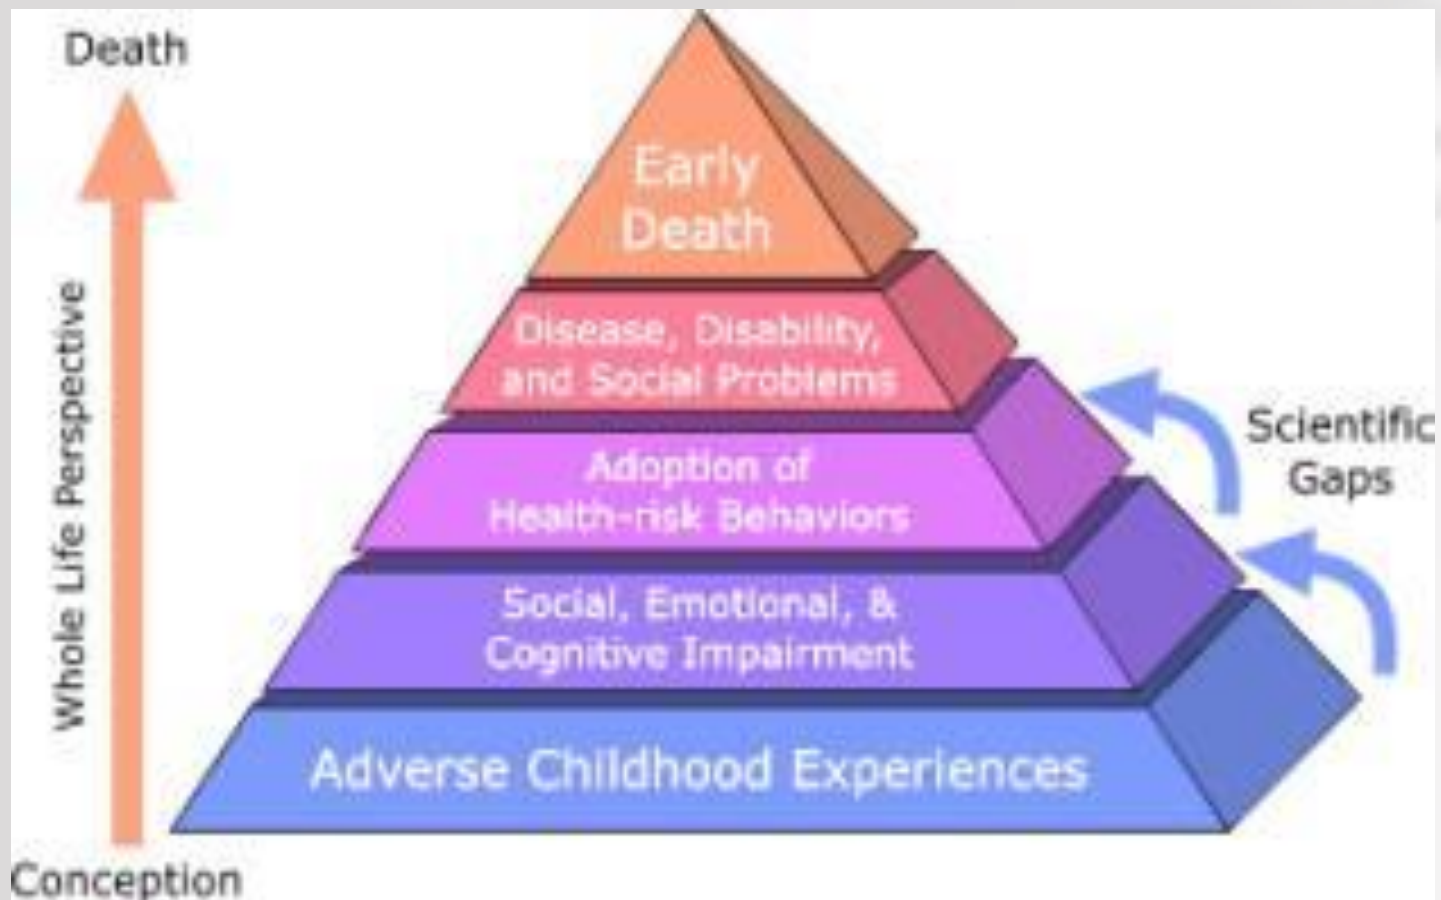 Death
Whole Life Perspective
Conception
Early
Death
Disease, Disability,
and Social Problems
Adoption of
Health-risk Behaviors
Social, Emotional, &
Cognitive Impairment
Adverse Childhood Experiences
Scientific
Gaps